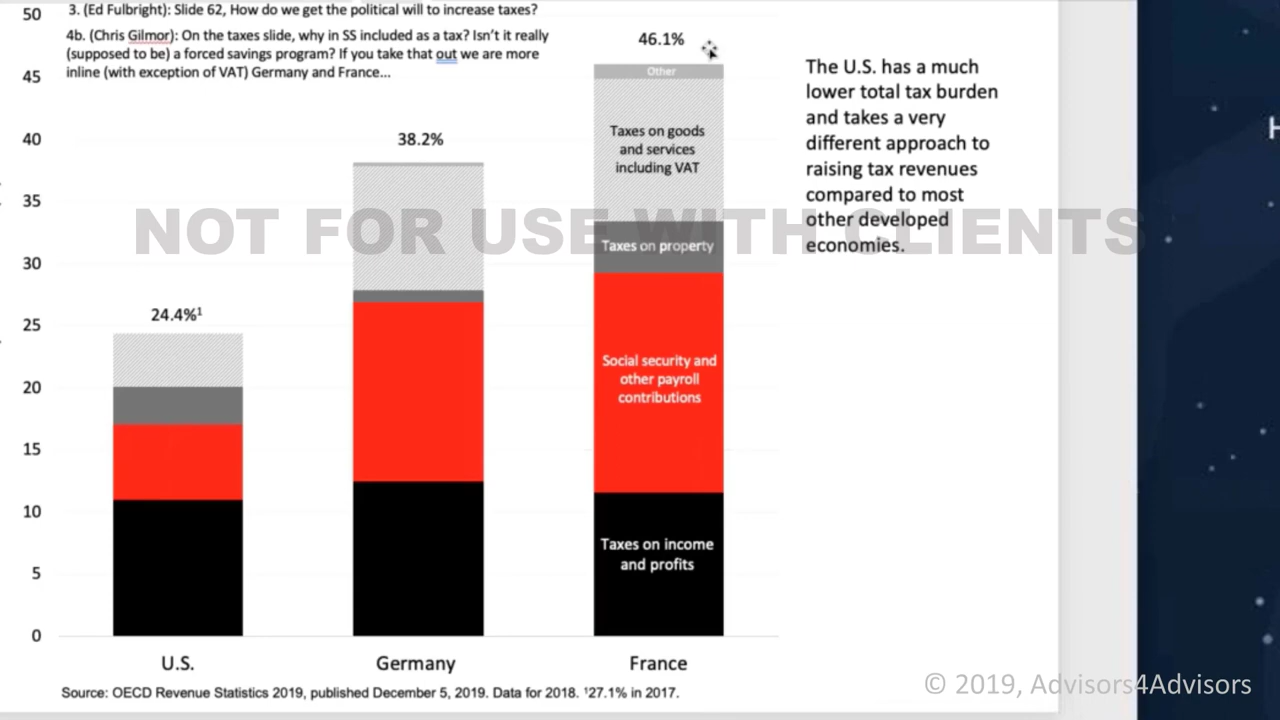 50
3. (Ed Fulbright): Slide 62, How do we get the political will to increase taxes?
4b. (Chris Gilmor): On the taxes slide, why in SS included as a tax? Isn't it really
(supposed to be) a forced savings program? If you take that out we are more
inline (with exception of VAT) Germany and France...
46.1%
Other
45
The U.S. has a much
lower total tax burden
and takes a very
different approach to
raising tax revenues
compared to most
other developed
economies.
40
38.2%
Taxes on goods
and services
including VAT
35
NOT FOR USE WITH CLIENTS
Taxes on property
30
24.4%¹
25
Social security and
other payroll
contributions
20
15
10
Taxes on income
and profits
5
0
U.S.
Germany
France
Source: OECD Revenue Statistics 2019, published December 5, 2019. Data for 2018. ¹27.1% in 2017.
© 2019, Advisors4Advisors
H